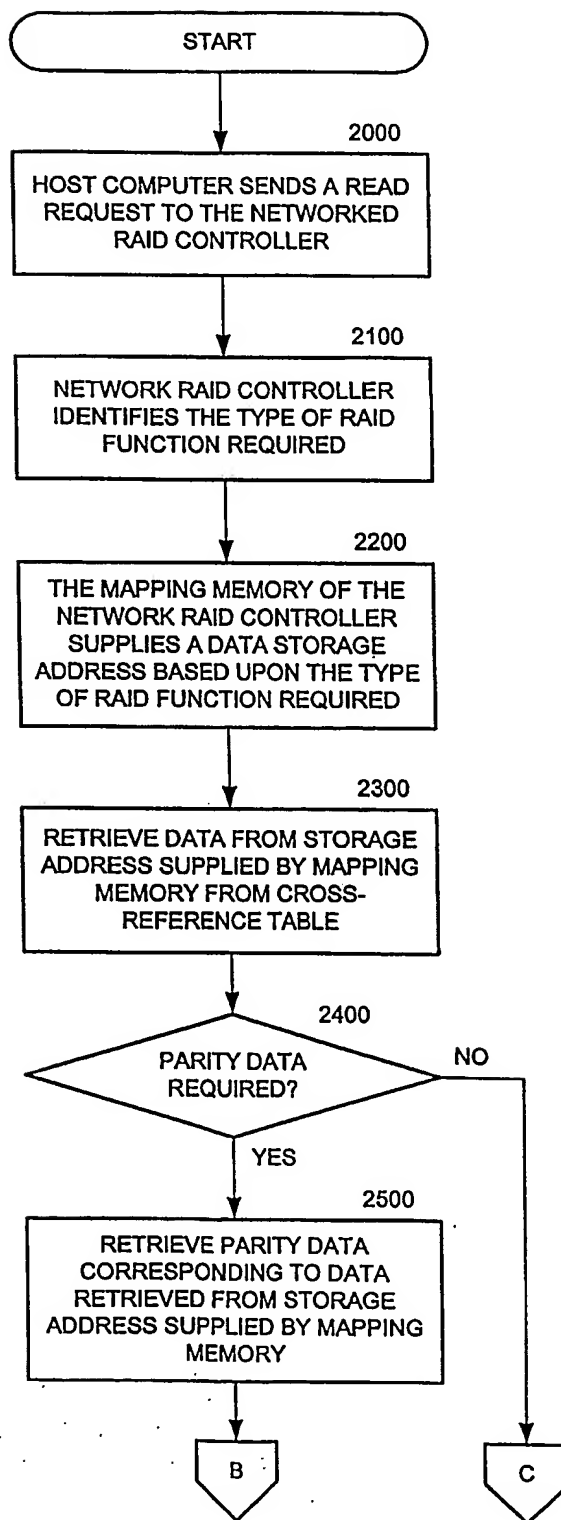 START
2000
HOST COMPUTER SENDS A READ
REQUEST TO THE NETWORKED
RAID CONTROLLER
2100
NETWORK RAID CONTROLLER
IDENTIFIES THE TYPE OF RAID
FUNCTION REQUIRED
2200
THE MAPPING MEMORY OF THE
NETWORK RAID CONTROLLER
SUPPLIES A DATA STORAGE
ADDRESS BASED UPON THE TYPE
OF RAID FUNCTION REQUIRED
2300
RETRIEVE DATA FROM STORAGE
ADDRESS SUPPLIED BY MAPPING
MEMORY FROM CROSS-
REFERENCE TABLE
2400
PARITY DATA
REQUIRED?
NO
YES
2500
RETRIEVE PARITY DATA
CORRESPONDING TO DATA
RETRIEVED FROM STORAGE
ADDRESS SUPPLIED BY MAPPING
MEMORY
B
C